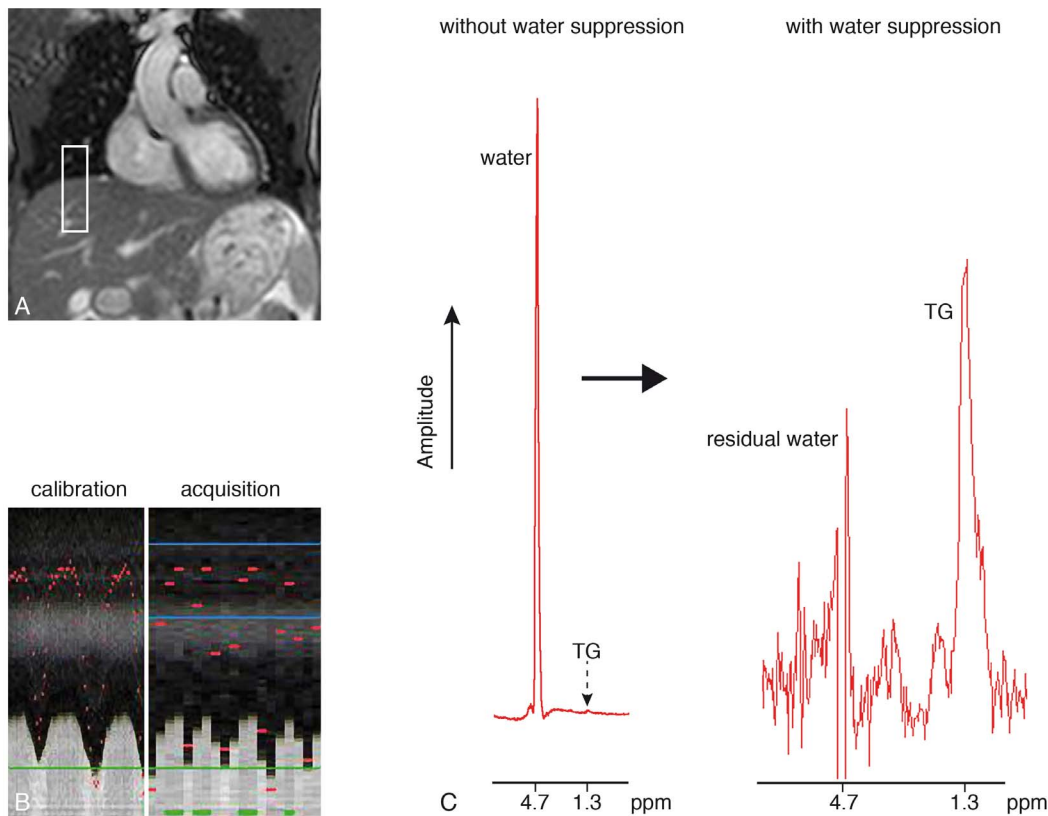 without water suppression
with water suppression
water
TG
residual water
Amplitude
TG
A
calibration
acquisition
B
C
4.7 1.3 ppm
4.7 1.3 ppm